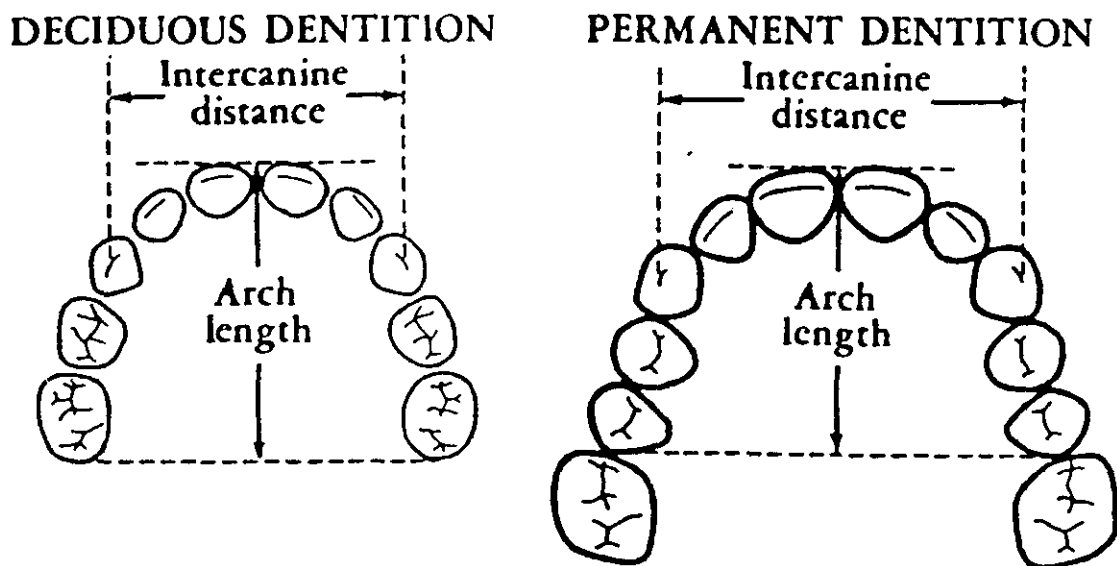 DECIDUOUS DENTITION
Intercanine
distance
Arch
length
PERMANENT DENTITION
Intercanine
distance
Arch
length